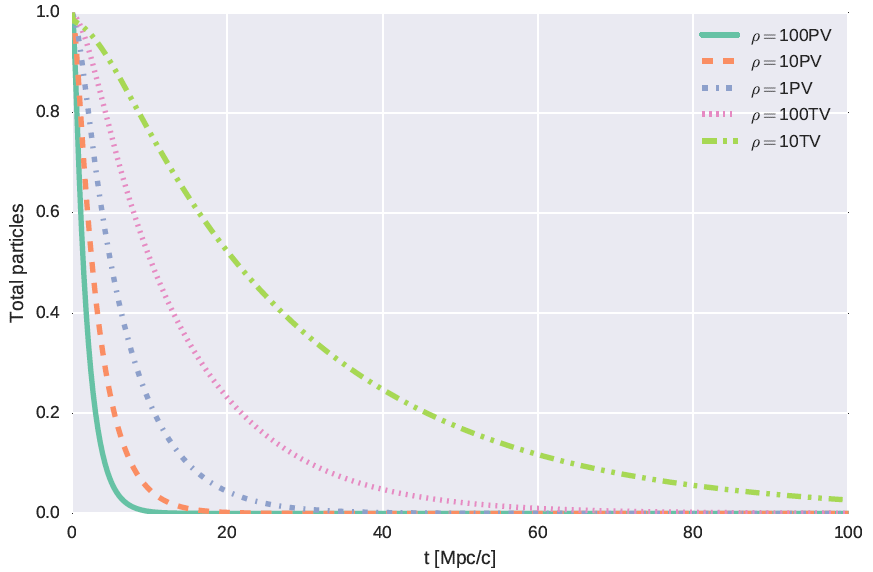 1.0
0.8
0.6
0.4
0.2
0.0
Total particles
0
20
40
60
80
100
t [Mpc/c]
ρ = 100PV
ρ = 10PV
ρ = 1PV
ρ = 100TV
ρ = 10TV